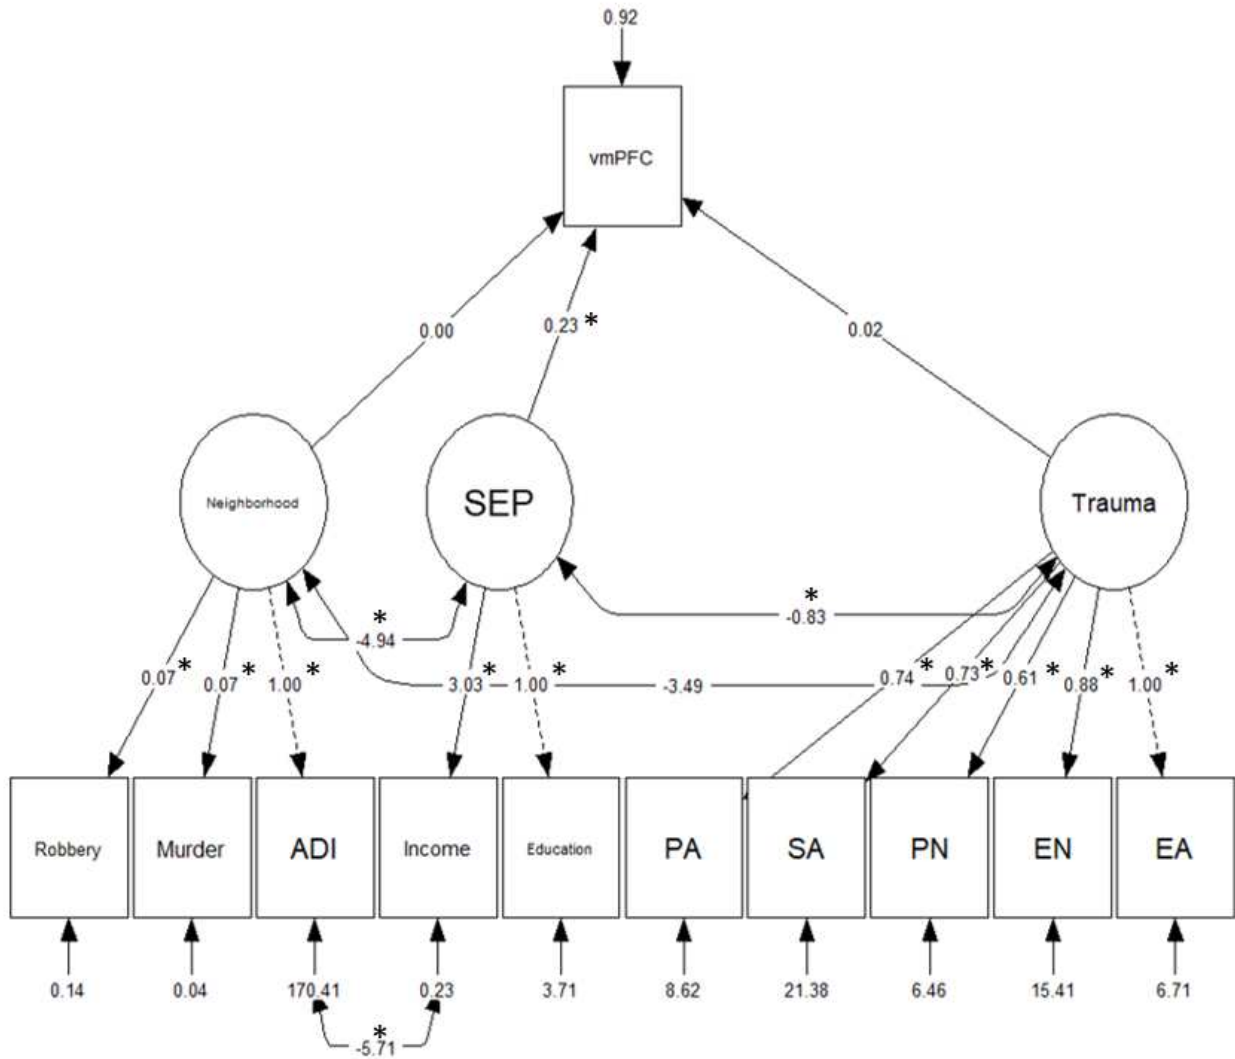 0.92
vmPFC
0.00
0.23 *
0.02
Neighborhood
SEP
Trauma
*
-0.83
*
-4.94
0.07 * 0.07 * 1.00 * 3.03 * 1.00 * -3.49 0.74 * 0.73 * 0.61 * 0.88 * 1.00 *
Robbery Murder ADI Income Education PA SA PN EN EA
0.14 0.04 170.41 0.23 3.71 8.62 21.38 6.46 15.41 6.71
*
-5.71